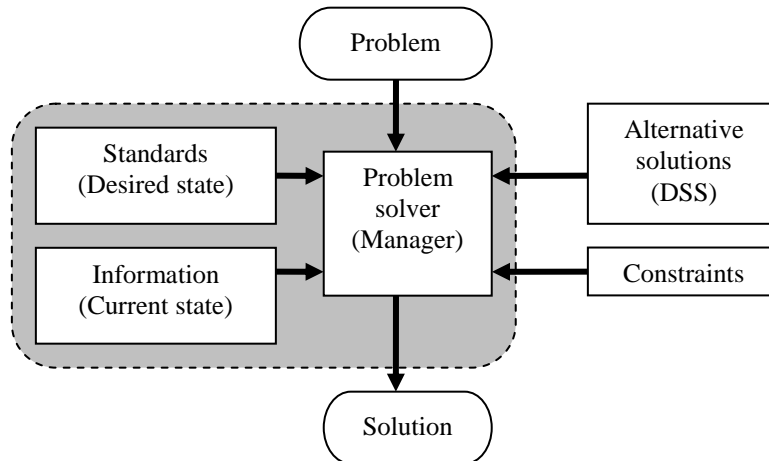 Problem
Standards
(Desired state)
Problem
solver
(Manager)
Alternative
solutions
(DSS)
Information
(Current state)
Constraints
Solution